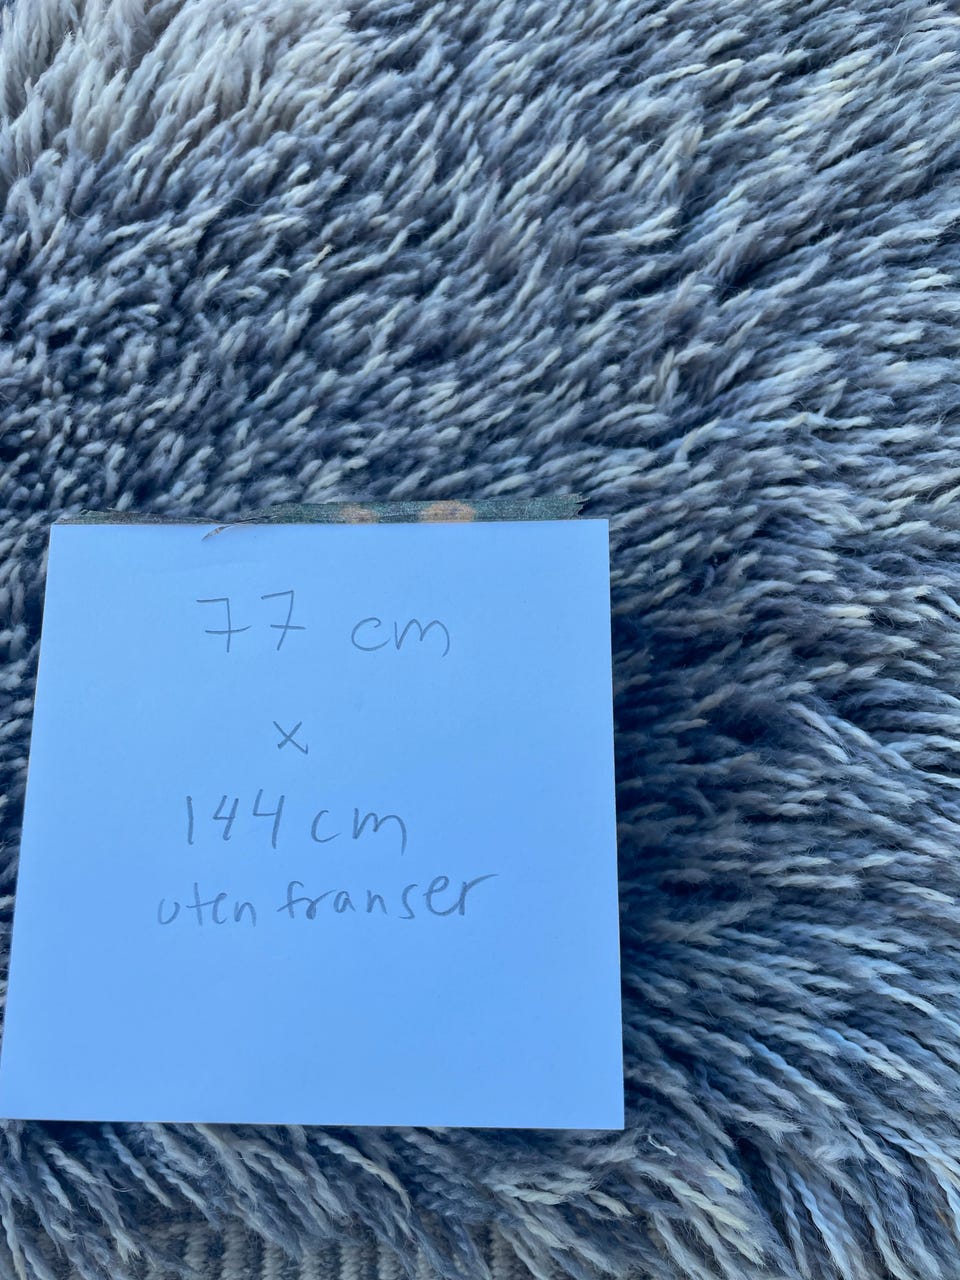 77 cm
x
144 cm
uten franser